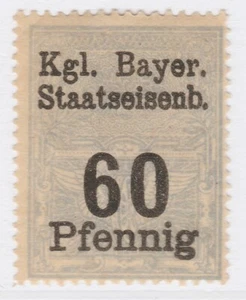 Kgl. Bayer.
Staatseisenb.
60
Pfennig